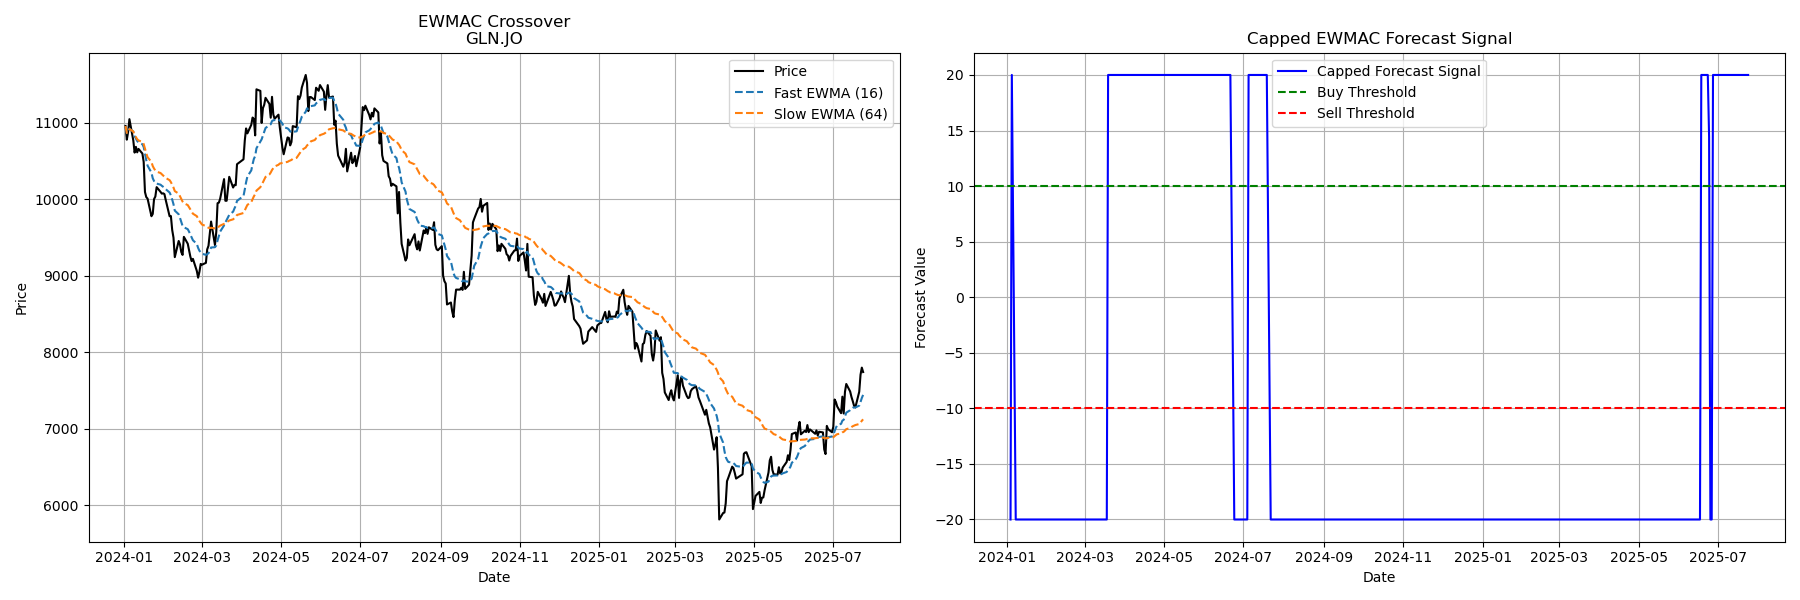 EWMAC Crossover
GLN.JO
Price
Fast EWMA (16)
Slow EWMA (64)
11000
10000
9000
8000
7000
6000
Price
2024-01 2024-03 2024-05 2024-07 2024-09 2024-11 2025-01 2025-03 2025-05 2025-07
Date
Capped EWMAC Forecast Signal
Capped Forecast Signal
Buy Threshold
Sell Threshold
20
15
10
5
0
−5
−10
−15
−20
Forecast Value
2024-01 2024-03 2024-05 2024-07 2024-09 2024-11 2025-01 2025-03 2025-05 2025-07
Date